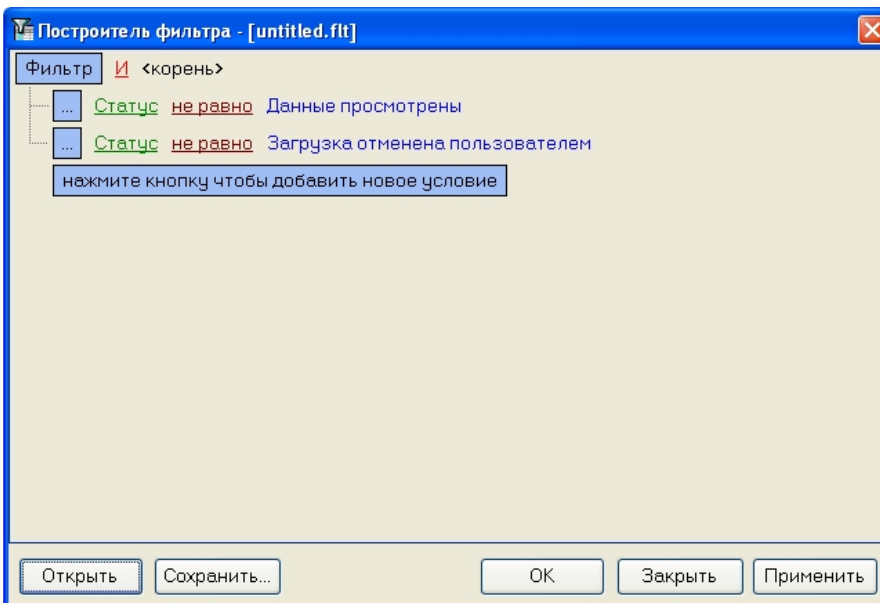 Построитель фильтра - [untitled.flt]
Фильтр И <корень>
... Статус не равно Данные просмотрены
... Статус не равно Загрузка отменена пользователем
нажмите кнопку чтобы добавить новое условие
Открыть Сохранить... ОК Закрыть Применить